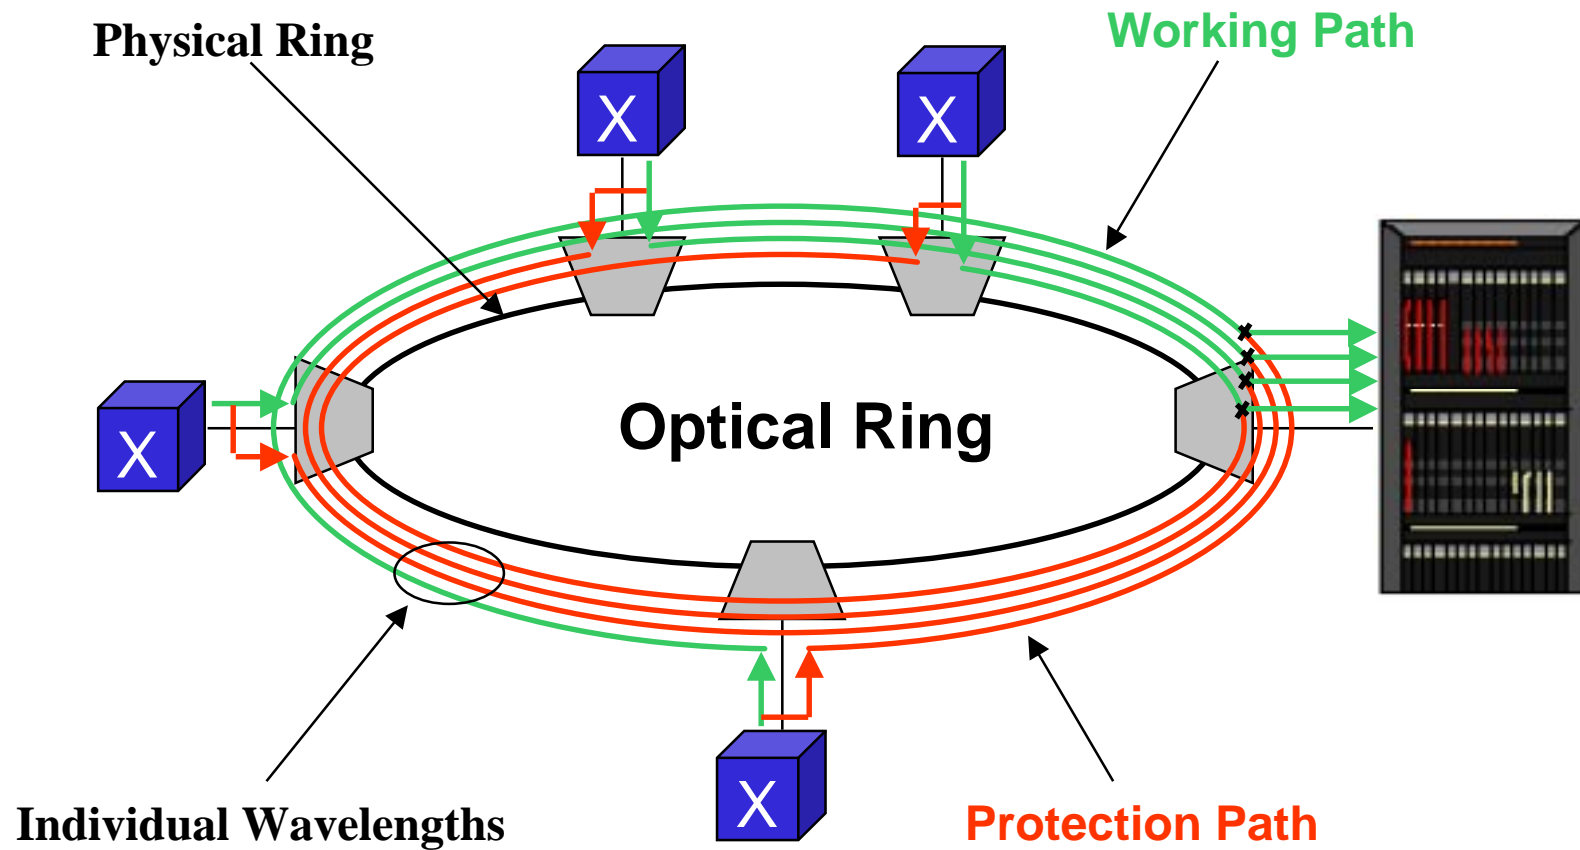 Physical Ring
Working Path
X
X
X
Optical Ring
X
Individual Wavelengths
Protection Path